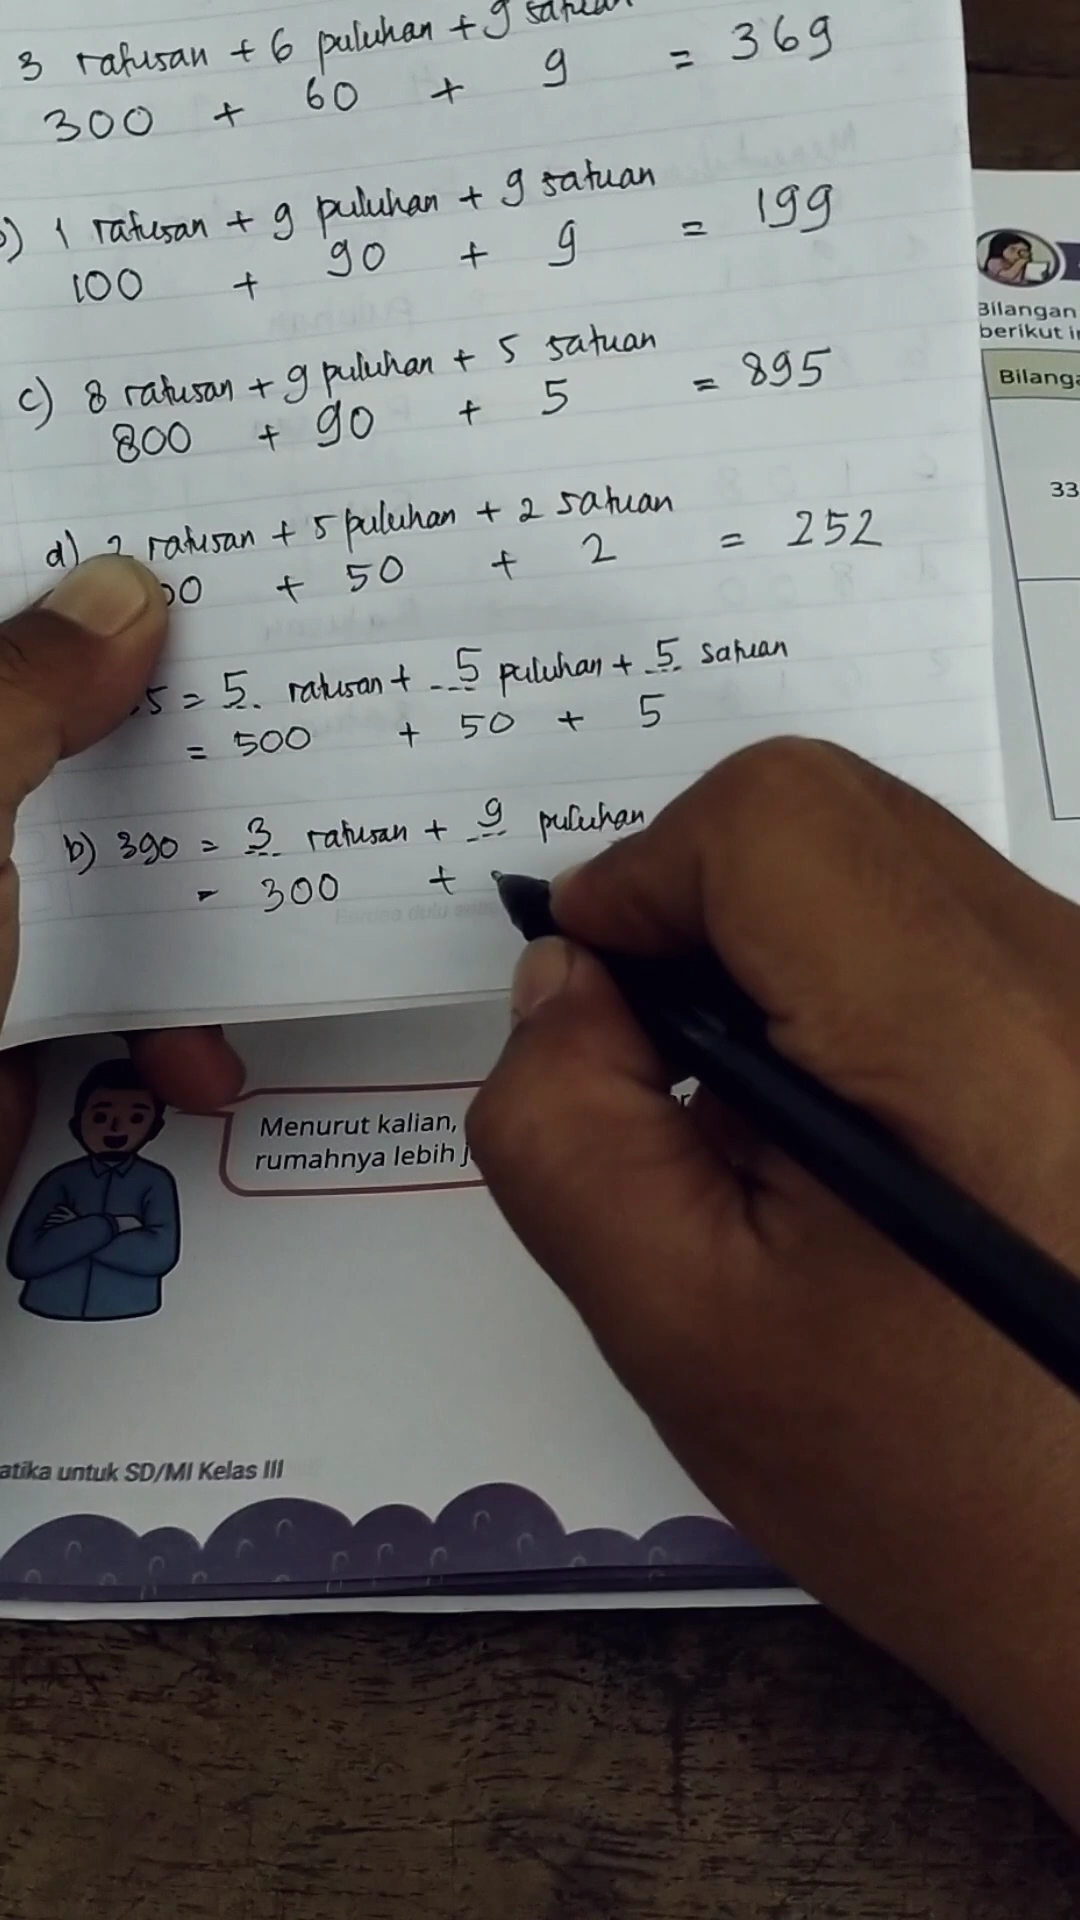 3 ratusan + 6 puluhan + 9 satuan
300 + 60 + 9 = 369
b) 1 ratusan + 9 puluhan + 9 satuan
100 + 90 + 9 = 199
c) 8 ratusan + 9 puluhan + 5 satuan
800 + 90 + 5 = 895
d) 2 ratusan + 5 puluhan + 2 satuan
00 + 50 + 2 = 252
5 = 5 ratusan + 5 puluhan + 5 satuan
= 500 + 50 + 5
b) 390 = 3 ratusan + 9 puluhan
= 300 +
Bilangan
berikut
33
Menurut kalian,
rumahnya lebih j
atika untuk SD/MI Kelas III